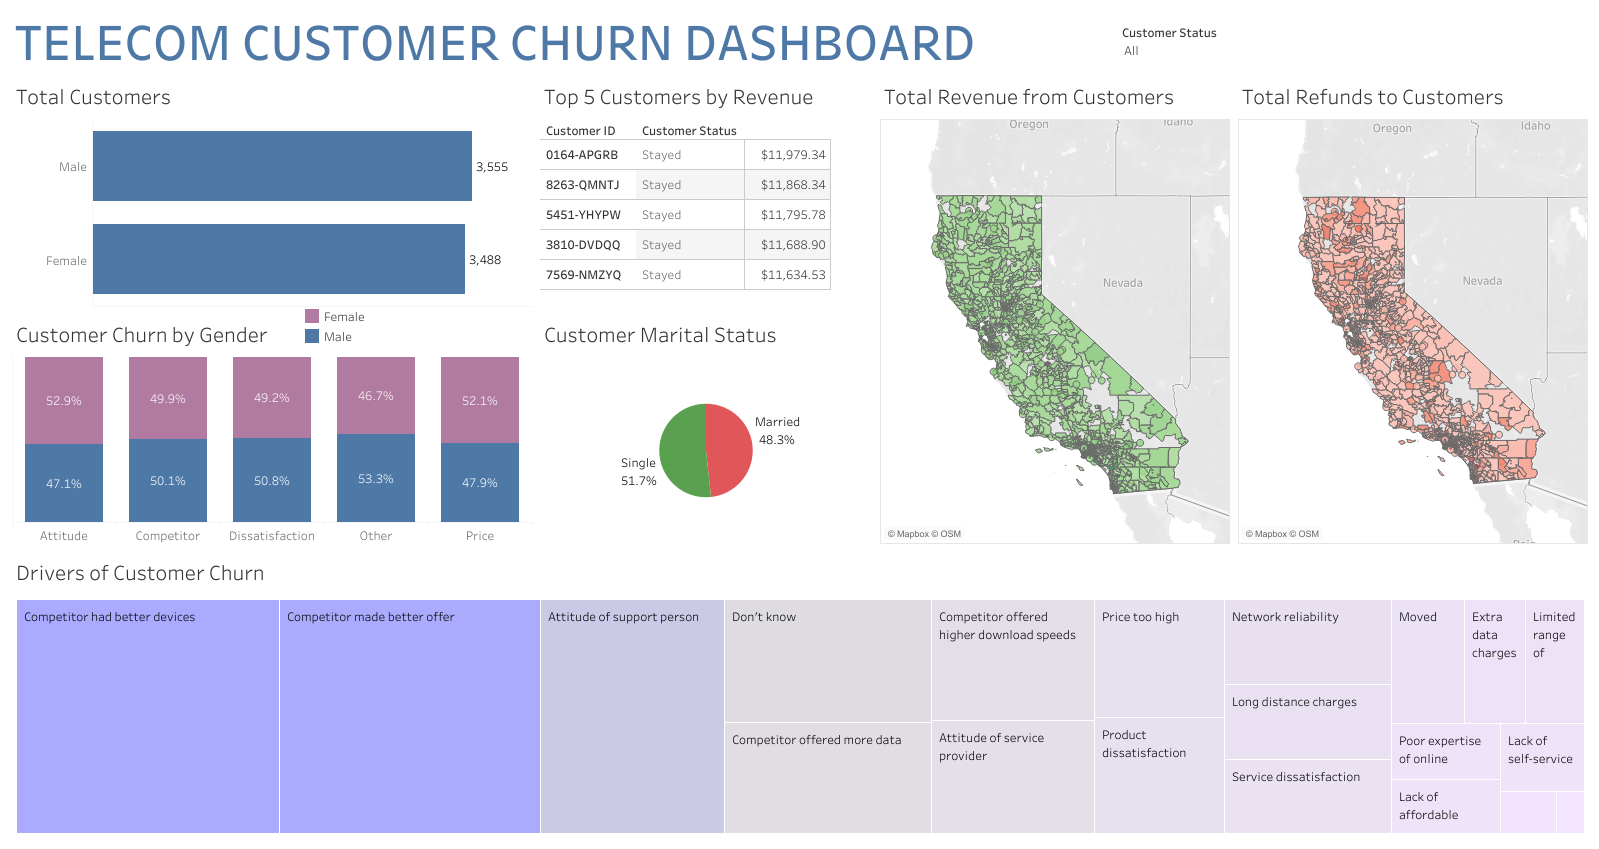 TELECOM CUSTOMER CHURN DASHBOARD
Customer Status
All
Total Customers
Male
3,555
Female
3,488
Top 5 Customers by Revenue
Customer ID Customer Status
0164-APGRB Stayed $11,979.34
8263-QMNTJ Stayed $11,868.34
5451-YHYPW Stayed $11,795.78
3810-DVDQQ Stayed $11,688.90
7569-NMZYQ Stayed $11,634.53
Total Revenue from Customers
Oregon
Idaho
Nevada
© Mapbox © OSM
Total Refunds to Customers
Oregon
Idaho
Nevada
© Mapbox © OSM
Customer Churn by Gender
Female
Male
52.9% 49.9% 49.2% 46.7% 52.1%
47.1% 50.1% 50.8% 53.3% 47.9%
Attitude Competitor Dissatisfaction Other Price
Customer Marital Status
Married
48.3%
Single
51.7%
Drivers of Customer Churn
Competitor had better devices
Competitor made better offer
Attitude of support person
Don't know
Competitor offered more data
Competitor offered
higher download speeds
Attitude of service
provider
Price too high
Product
dissatisfaction
Network reliability
Long distance charges
Service dissatisfaction
Moved
Extra
data
charges
Limited
range
of
Poor expertise
of online
Lack of
self-service
Lack of
affordable